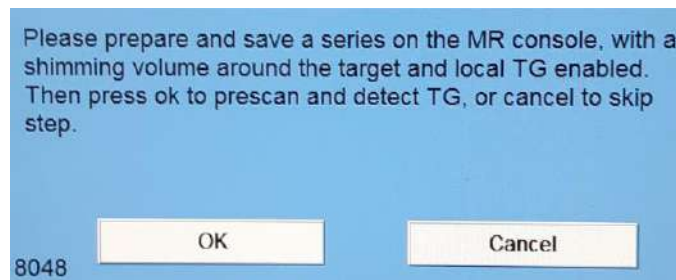 Please prepare and save a series on the MR console, with a
shimming volume around the target and local TG enabled.
Then press ok to prescan and detect TG, or cancel to skip
step.
OK
Cancel
8048